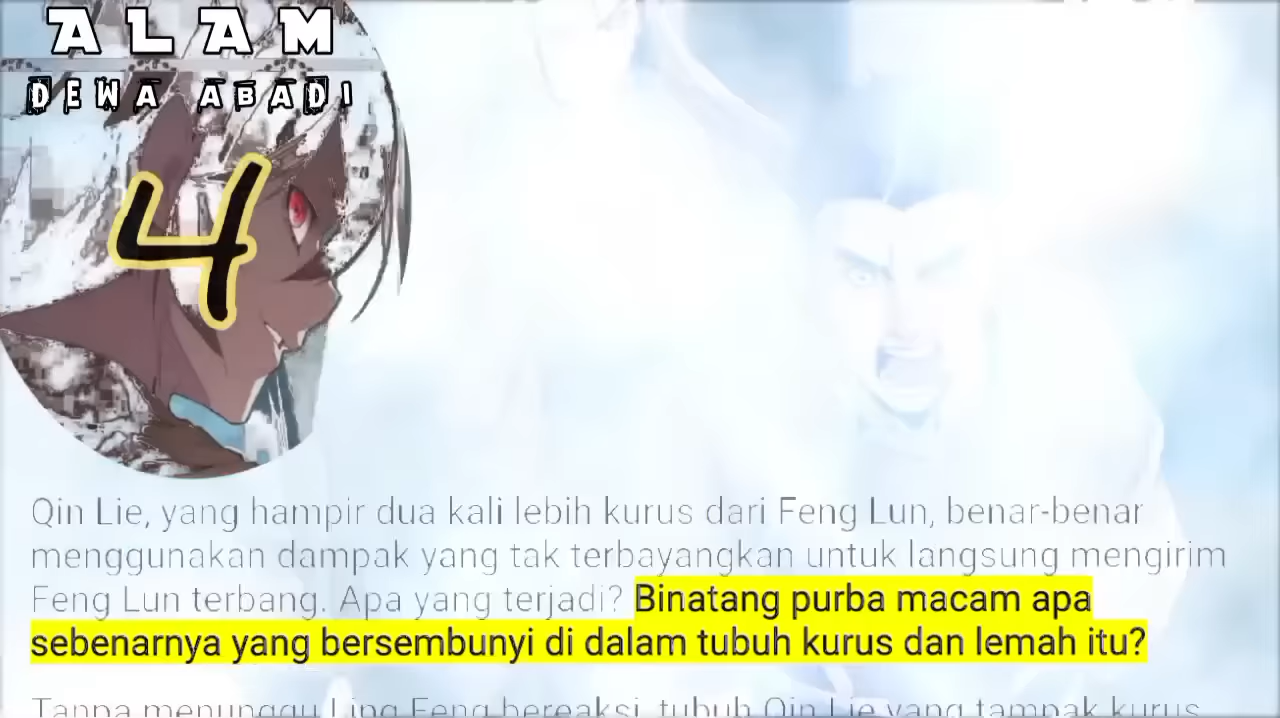 ALAM
DEWA ABADI
4
Qin Lie, yang hampir dua kali lebih kurus dari Feng Lun, benar-benar
menggunakan dampak yang tak terbayangkan untuk langsung mengirim
Feng Lun terbang. Apa yang terjadi? Binatang purba macam apa
sebenarnya yang bersembunyi di dalam tubuh kurus dan lemah itu?
Tanpa menunggu Ling Feng bereaksi, tubuh Qin Lie yang tampak kurus